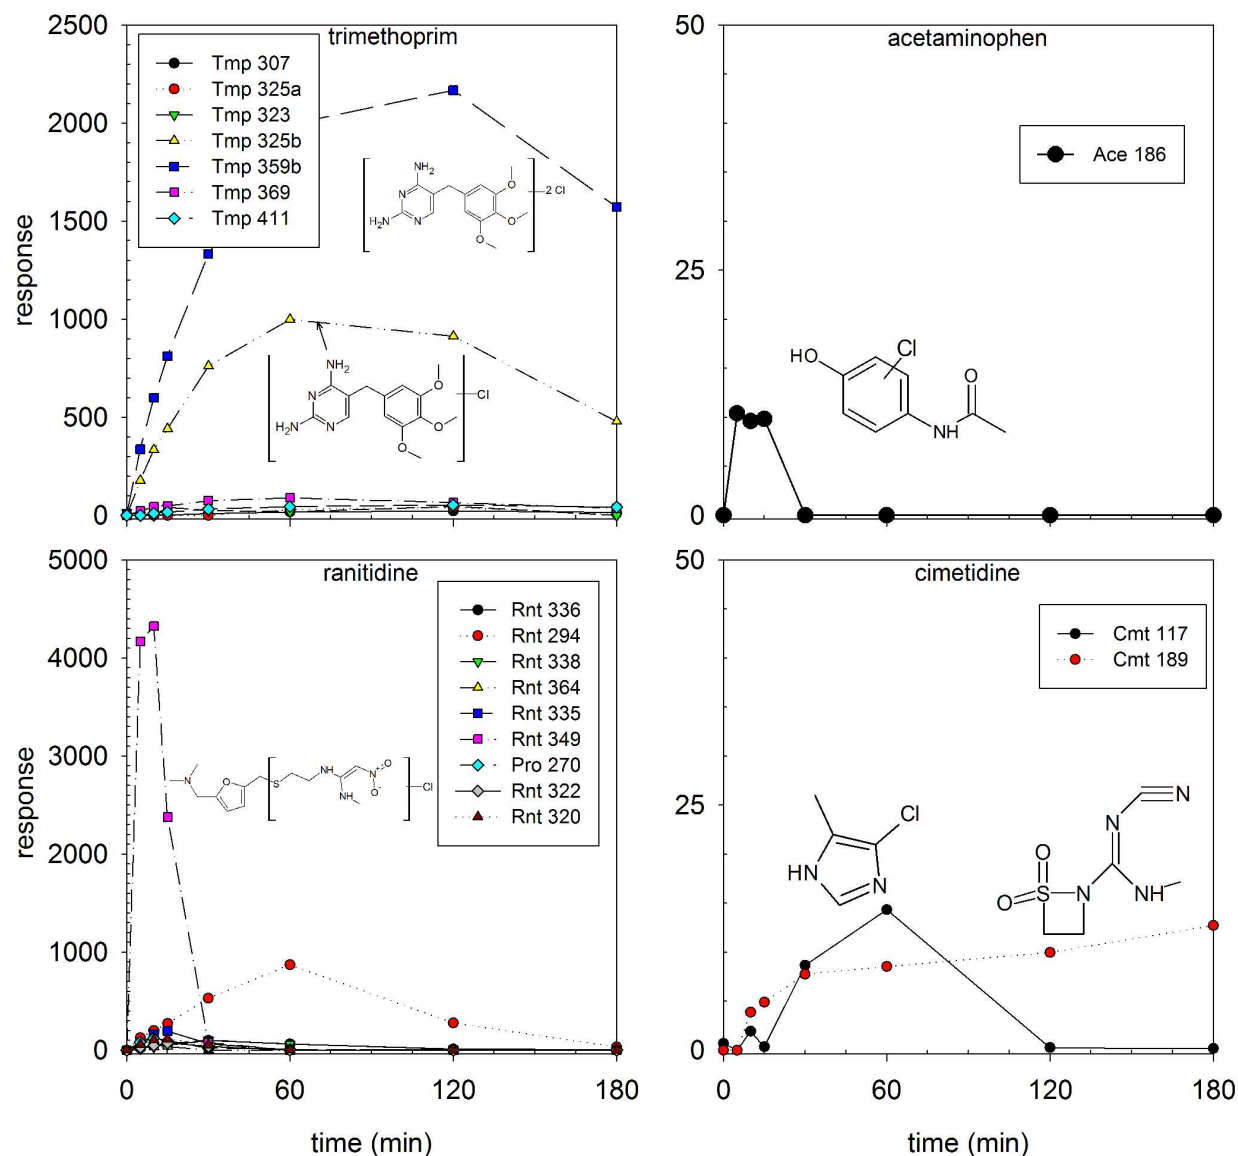 trimethoprim
2500
2000
1500
1000
500
0
response
Tmp 307
Tmp 325a
Tmp 323
Tmp 325b
Tmp 359b
Tmp 369
Tmp 411
NH2
N
H2N
N
O
O
O
2 Cl
NH2
N
H2N
N
O
O
O
Cl
acetaminophen
50
25
0
Ace 186
HO
Cl
O
NH
ranitidine
5000
4000
3000
2000
1000
0
response
Rnt 336
Rnt 294
Rnt 338
Rnt 364
Rnt 335
Rnt 349
Pro 270
Rnt 322
Rnt 320
N
O
S
NH
NH
N+
O
O-
Cl
0 60 120 180
time (min)
cimetidine
50
25
0
Cmt 117
Cmt 189
Cl
HN
N
N
N
O
O
S
N
NH
0 60 120 180
time (min)